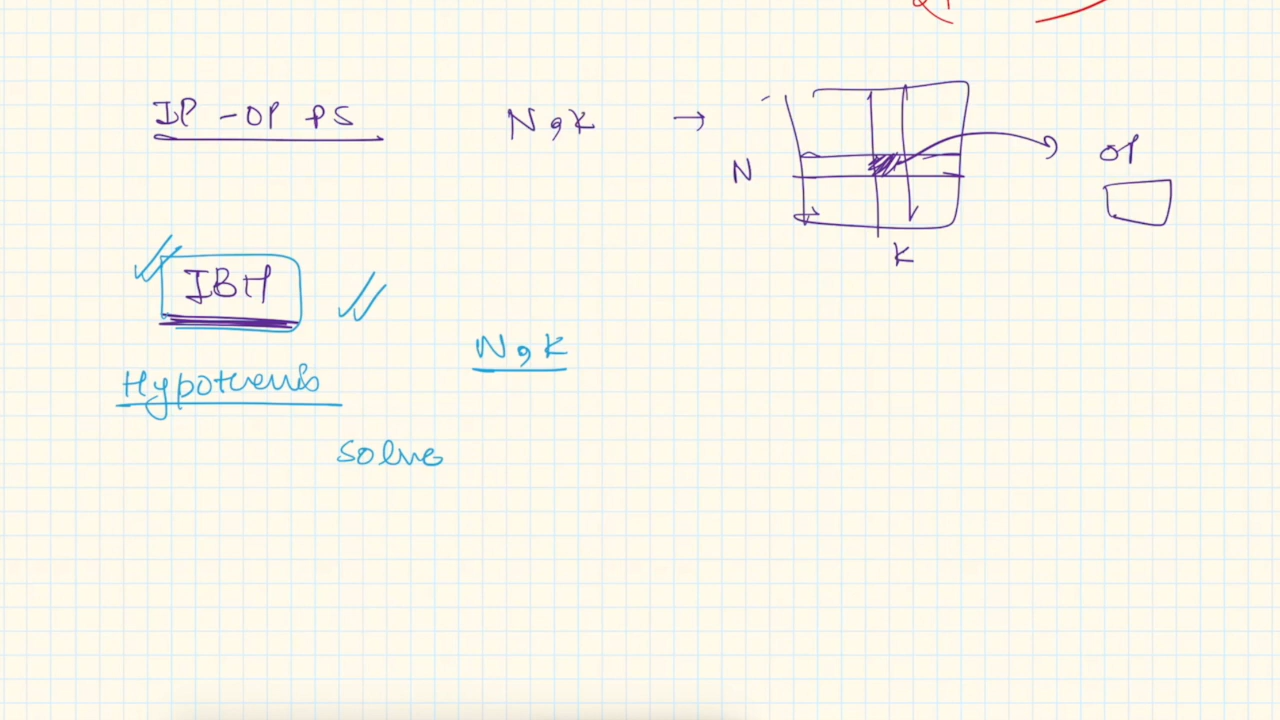 IP - OP PS
N, K →
N
K
OP
IBH
Hypothesis
N, K
solve